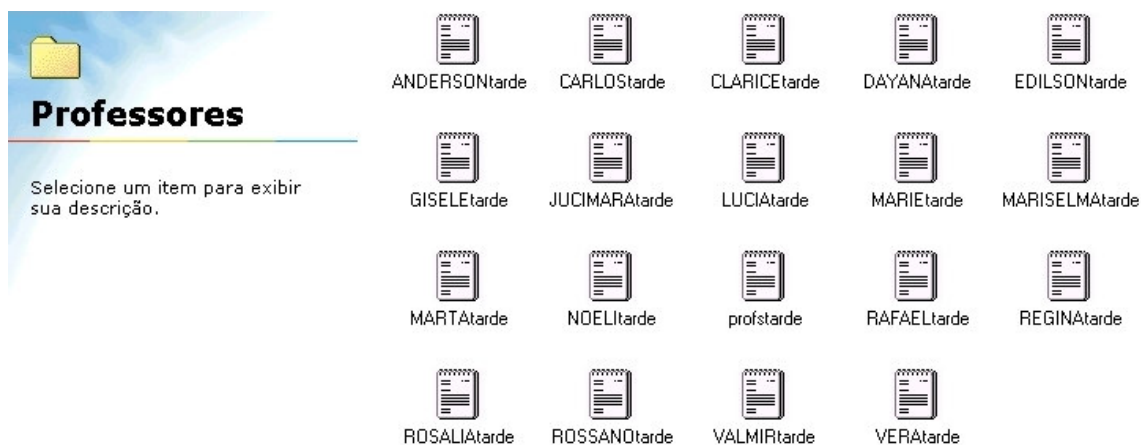 Professores
Selecione um item para exibir
sua descrição.
ANDERSONtarde CARLOStarde CLARICEtarde DAYANAtarde EDILSONtarde
GISELEtarde JUCIMARAtarde LUCIAtarde MARIEtarde MARISELMAtarde
MARTAtarde NOELItarde profstarde RAFAELtarde REGINAtarde
ROSALIAtarde ROSSANOtarde VALMIRtarde VERAtarde